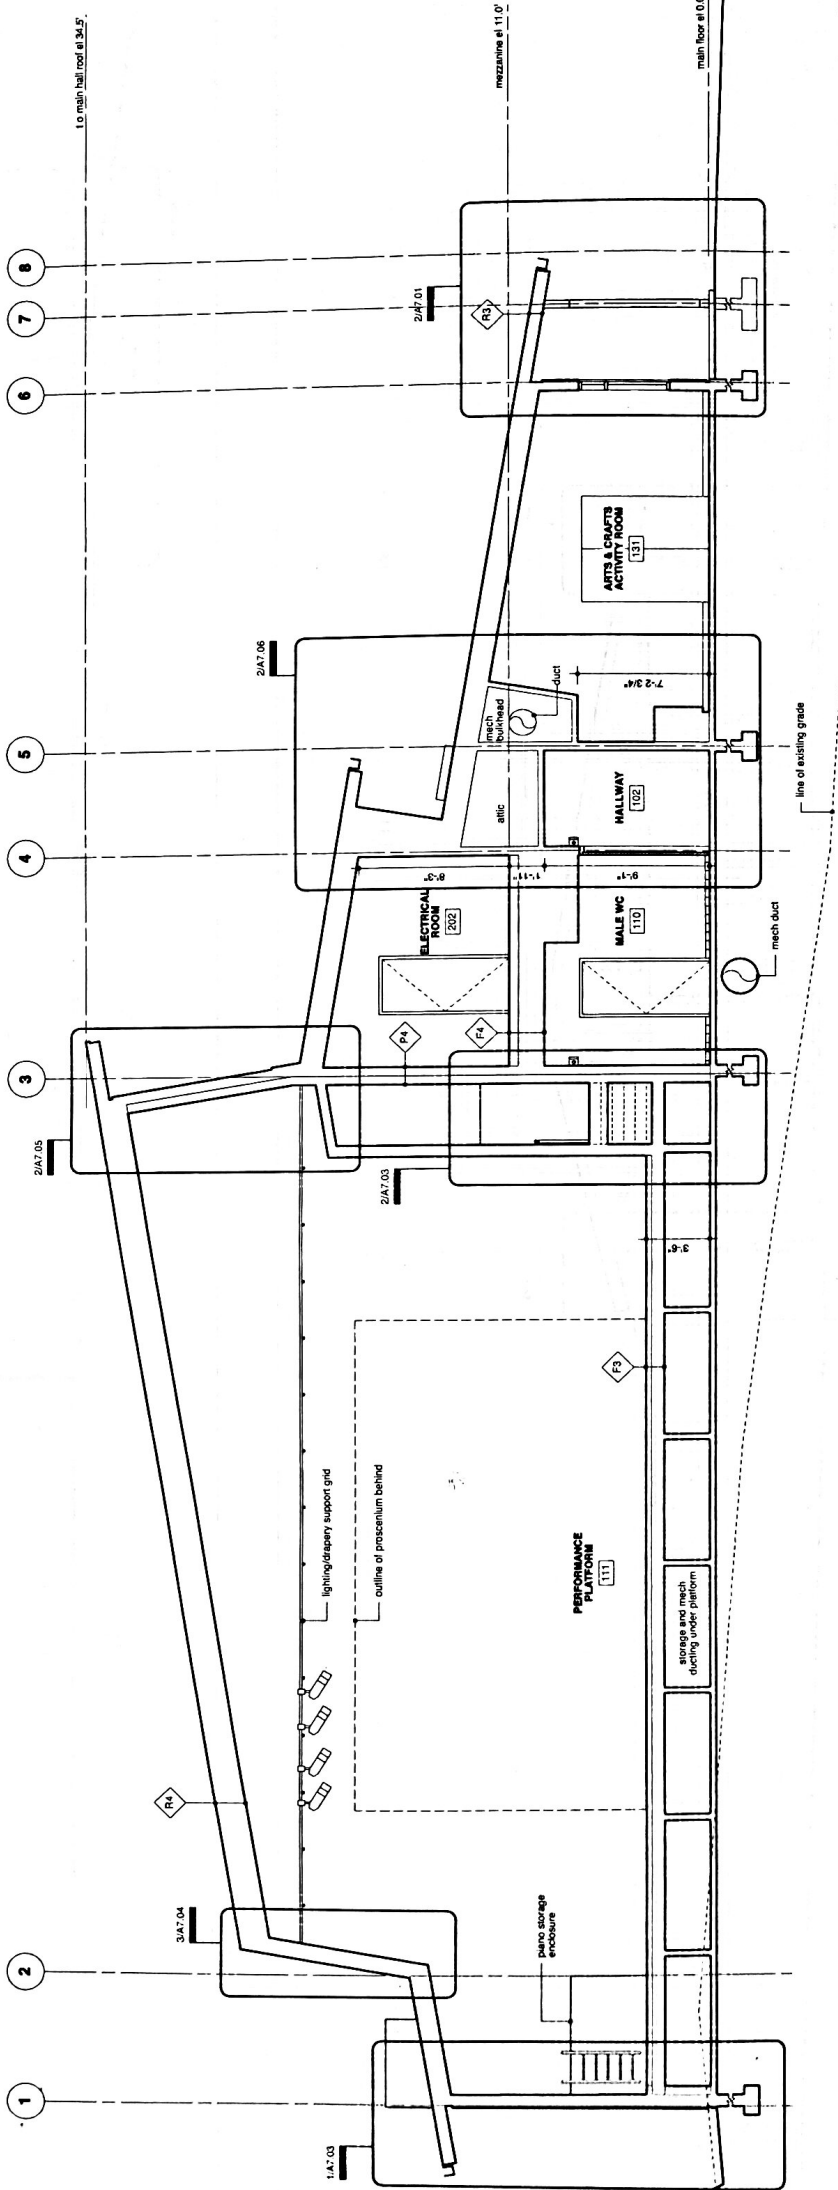 1
2
3
4
5
6
7
8
t o main hall roof el 34.5'
mezzanine el 11.0'
main floor el 0.0
1/A7.03
3/A7.04
2/A7.05
2/A7.03
2/A7.06
2/A7.01
R4
R3
P4
F4
F3
lighting/drapery support grid
outline of proscenium behind
piano storage
enclosure
PERFORMANCE
PLATFORM
111
storage and mech
ducting under platform
3'-6"
ELECTRICAL
ROOM
202
MALE WC
110
8'-3"
1'-11"
9'-1"
attic
mech
bulkhead
duct
HALLWAY
102
7'-2 3/4"
ARTS & CRAFTS
ACTIVITY ROOM
131
mech duct
line of existing grade